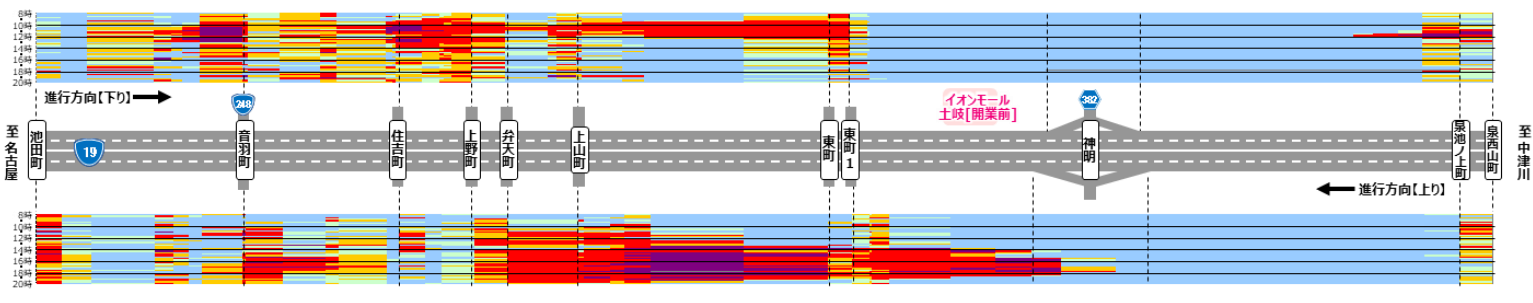 8時
10時
12時
14時
16時
18時
20時
進行方向【下り】
248
イオンモール
土岐[開業前]
382
至名古屋
池田町
19
音羽町
住吉町
上野町
弁天町
上山町
東町
東町1
神明
泉池ノ上町
泉西山町
至中津川
進行方向【上り】
8時
10時
12時
14時
16時
18時
20時